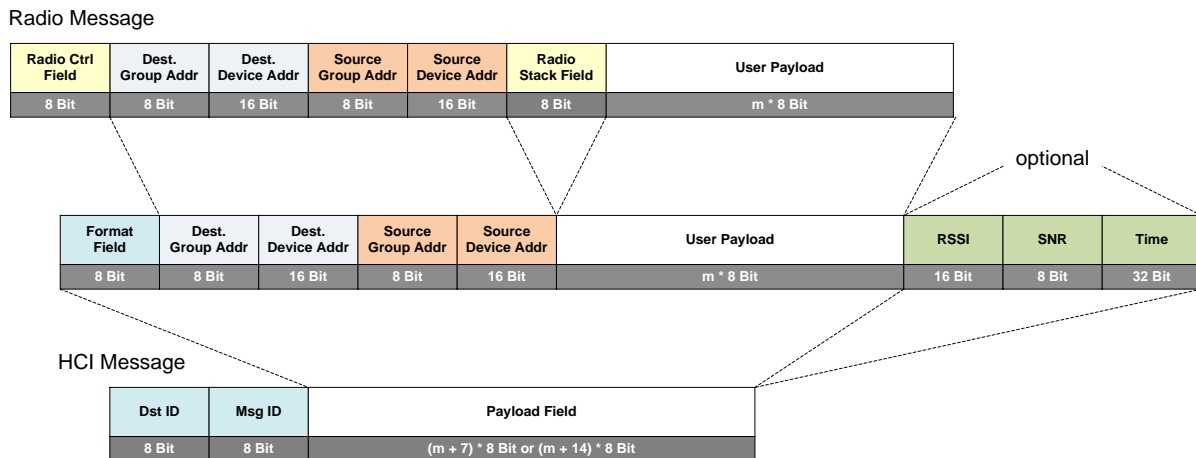 Radio Message
Radio Ctrl Field
Dest. Group Addr
Dest. Device Addr
Source Group Addr
Source Device Addr
Radio Stack Field
User Payload
8 Bit
8 Bit
16 Bit
8 Bit
16 Bit
8 Bit
m * 8 Bit
optional
Format Field
Dest. Group Addr
Dest. Device Addr
Source Group Addr
Source Device Addr
User Payload
RSSI
SNR
Time
8 Bit
8 Bit
16 Bit
8 Bit
16 Bit
m * 8 Bit
16 Bit
8 Bit
32 Bit
HCI Message
Dst ID
Msg ID
Payload Field
8 Bit
8 Bit
(m + 7) * 8 Bit or (m + 14) * 8 Bit